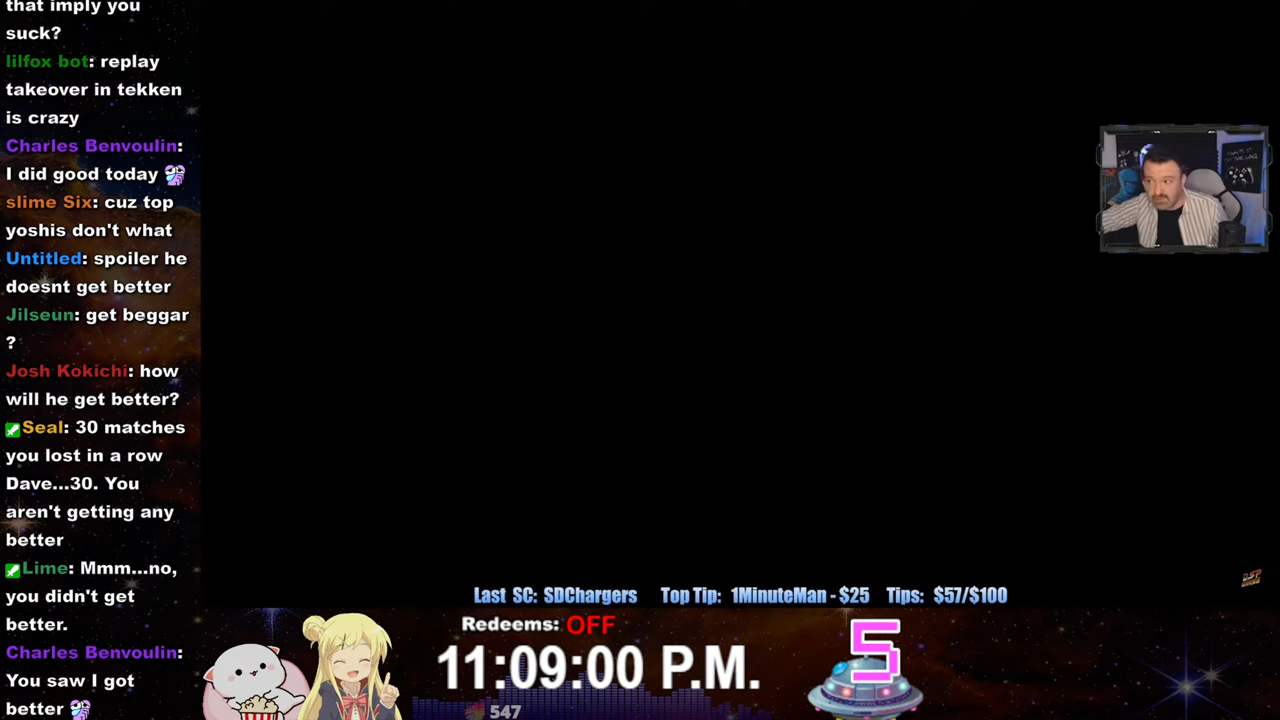 that imply you
suck?
lilfox bot: replay
takeover in tekken
is crazy
Charles Benvoulin:
I did good today
slime Six: cuz top
yoshis don't what
Untitled: spoiler he
doesnt get better
Jilseun: get beggar
?
Josh Kokichi: how
will he get better?
Seal: 30 matches
you lost in a row
Dave...30. You
aren't getting any
better
Lime: Mmm...no,
you didn't get
better.
Charles Benvoulin:
You saw I got
better
Last SC: SDChargers Top Tip: 1MinuteMan - $25 Tips: $57/$100
Redeems: OFF
11:09:00 P.M.
547
5
DSP